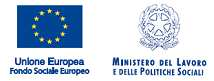 Unione Europea
Fondo Sociale Europeo
MINISTERO DEL LAVORO
E DELLE POLITICHE SOCIALI